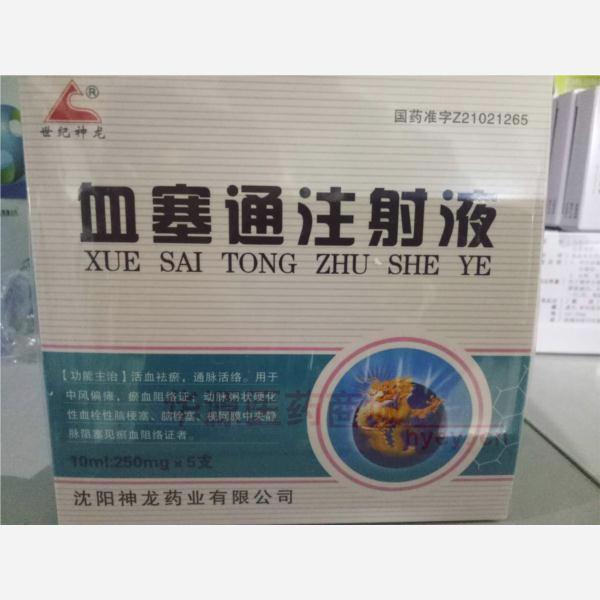 ®
世纪神龙
国药准字Z21021265
血塞通注射液
XUE SAI TONG ZHU SHE YE
【功能主治】活血祛瘀，通脉活络。用于
中风偏瘫，瘀血阻络证；动脉粥状硬化
性血栓性脑梗塞、脑栓塞、视网膜中央静
脉阻塞见瘀血阻络证者。
10ml:250mg×5支
沈阳神龙药业有限公司